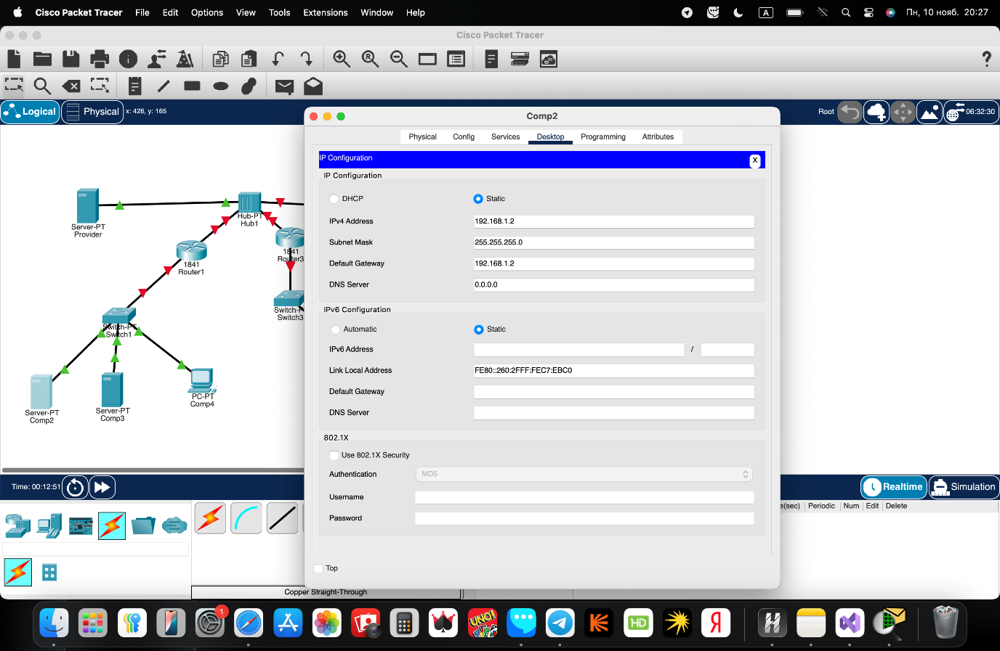 Cisco Packet Tracer File Edit Options View Tools Extensions Window Help A Пн, 10 нояб. 20:27
Cisco Packet Tracer
?
Logical Physical x: 426, y: 165 Root 06:32:30
Comp2
Physical Config Services Desktop Programming Attributes
IP Configuration X
IP Configuration
DHCP Static
IPv4 Address 192.168.1.2
Subnet Mask 255.255.255.0
Default Gateway 192.168.1.2
DNS Server 0.0.0.0
IPv6 Configuration
Automatic Static
IPv6 Address /
Link Local Address FE80::260:2FFF:FEC7:EBC0
Default Gateway
DNS Server
802.1X
Use 802.1X Security
Authentication MD5
Username
Password
Top
Server-PT
Provider
Hub-PT
Hub1
1841
Router1
1841
Router3
Switch-PT
Switch1
Switch-P
Switch3
Server-PT
Comp2
Server-PT
Comp3
PC-PT
Comp4
Time: 00:12:51 Realtime Simulation
e(sec) Periodic Num Edit Delete
Copper Straight-Through
1
UNO!
HD
Я